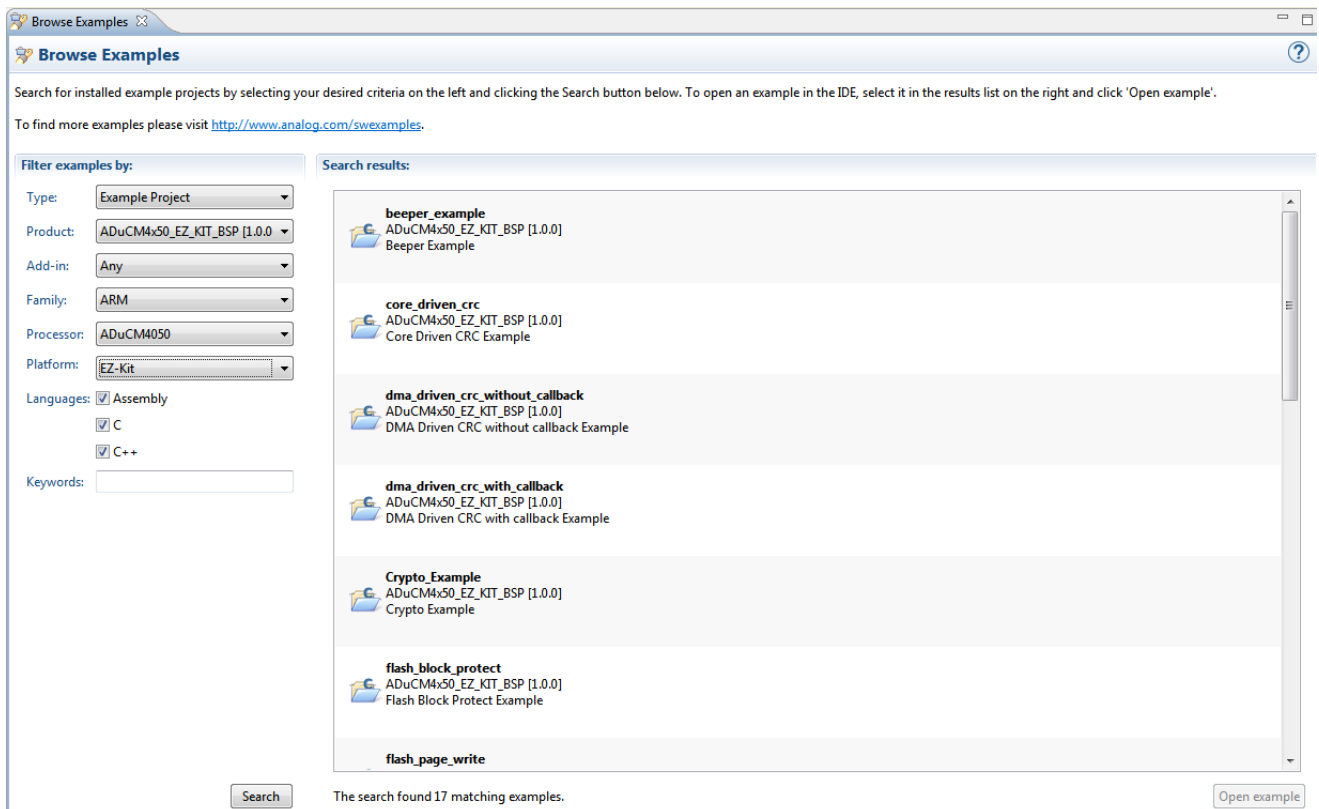 Browse Examples
Browse Examples
Search for installed example projects by selecting your desired criteria on the left and clicking the Search button below. To open an example in the IDE, select it in the results list on the right and click 'Open example'.
To find more examples please visit http://www.analog.com/swexamples.
Filter examples by:
Type: Example Project
Product: ADuCM4x50_EZ_KIT_BSP [1.0.0
Add-in: Any
Family: ARM
Processor: ADuCM4050
Platform: EZ-Kit
Languages: Assembly
C
C++
Keywords:
Search
Search results:
beeper_example
ADuCM4x50_EZ_KIT_BSP [1.0.0]
Beeper Example
core_driven_crc
ADuCM4x50_EZ_KIT_BSP [1.0.0]
Core Driven CRC Example
dma_driven_crc_without_callback
ADuCM4x50_EZ_KIT_BSP [1.0.0]
DMA Driven CRC without callback Example
dma_driven_crc_with_callback
ADuCM4x50_EZ_KIT_BSP [1.0.0]
DMA Driven CRC with callback Example
Crypto_Example
ADuCM4x50_EZ_KIT_BSP [1.0.0]
Crypto Example
flash_block_protect
ADuCM4x50_EZ_KIT_BSP [1.0.0]
Flash Block Protect Example
flash_page_write
The search found 17 matching examples.
Open example